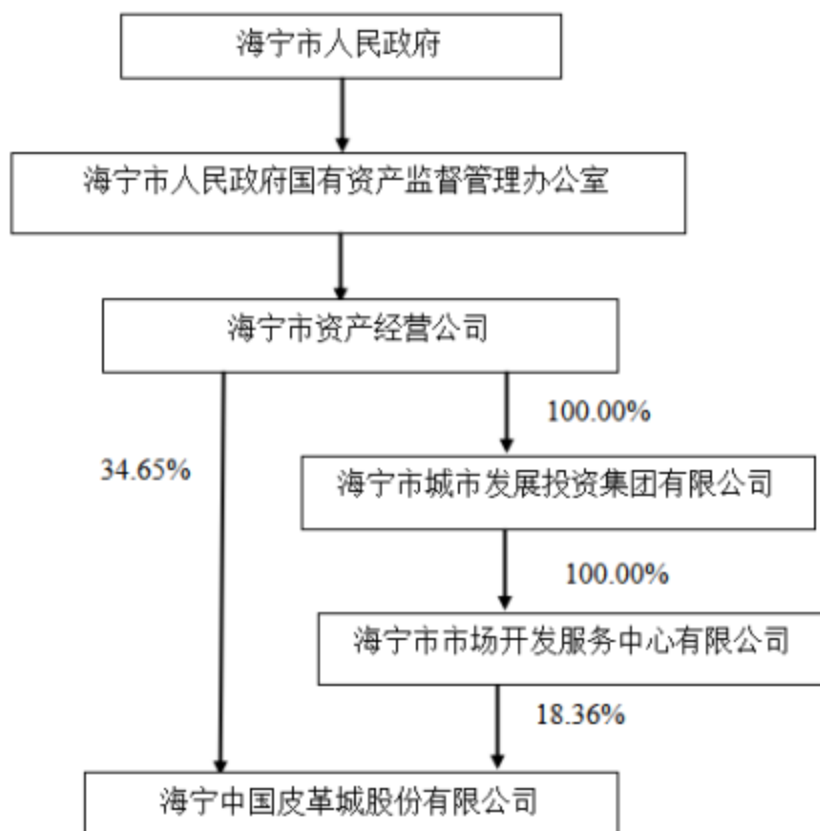 海宁市人民政府
海宁市人民政府国有资产监督管理办公室
海宁市资产经营公司
100.00%
34.65%
海宁市城市发展投资集团有限公司
100.00%
海宁市市场开发服务中心有限公司
18.36%
海宁中国皮革城股份有限公司